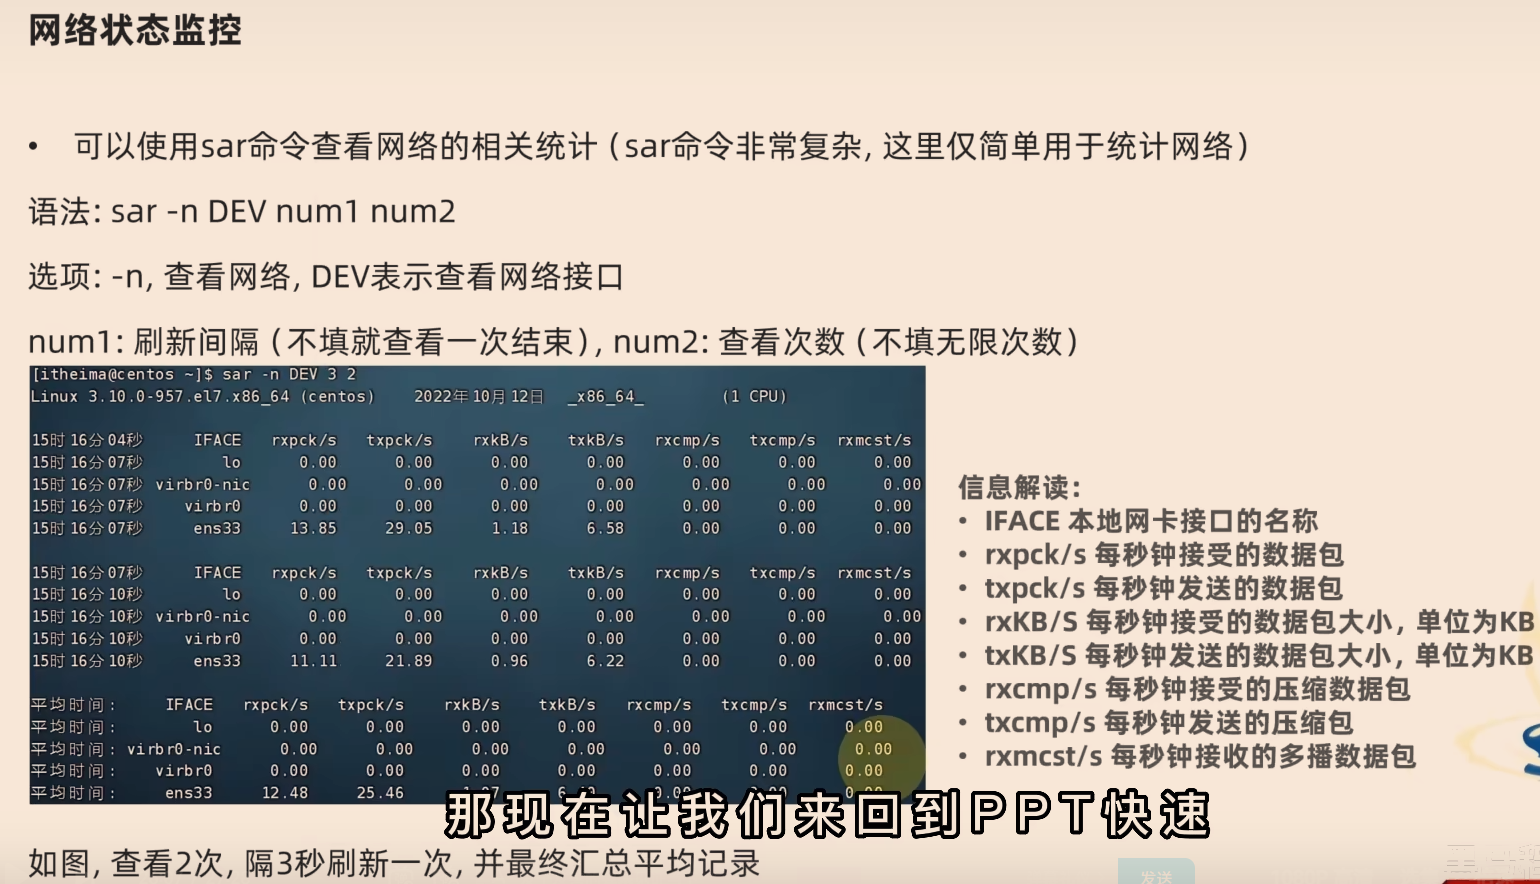 网络状态监控
• 可以使用sar命令查看网络的相关统计（sar命令非常复杂, 这里仅简单用于统计网络）
语法: sar -n DEV num1 num2
选项: -n, 查看网络, DEV表示查看网络接口
num1: 刷新间隔（不填就查看一次结束）, num2: 查看次数（不填无限次数）
[itheima@centos ~]$ sar -n DEV 3 2
Linux 3.10.0-957.el7.x86_64 (centos) 2022年10月12日 _x86_64_ (1 CPU)
15时16分04秒 IFACE rxpck/s txpck/s rxkB/s txkB/s rxcmp/s txcmp/s rxmcst/s
15时16分07秒 lo 0.00 0.00 0.00 0.00 0.00 0.00 0.00
15时16分07秒 virbr0-nic 0.00 0.00 0.00 0.00 0.00 0.00 0.00
15时16分07秒 virbr0 0.00 0.00 0.00 0.00 0.00 0.00 0.00
15时16分07秒 ens33 13.85 29.05 1.18 6.58 0.00 0.00 0.00
15时16分07秒 IFACE rxpck/s txpck/s rxkB/s txkB/s rxcmp/s txcmp/s rxmcst/s
15时16分10秒 lo 0.00 0.00 0.00 0.00 0.00 0.00 0.00
15时16分10秒 virbr0-nic 0.00 0.00 0.00 0.00 0.00 0.00 0.00
15时16分10秒 virbr0 0.00 0.00 0.00 0.00 0.00 0.00 0.00
15时16分10秒 ens33 11.11 21.89 0.96 6.22 0.00 0.00 0.00
平均时间: IFACE rxpck/s txpck/s rxkB/s txkB/s rxcmp/s txcmp/s rxmcst/s
平均时间: lo 0.00 0.00 0.00 0.00 0.00 0.00 0.00
平均时间: virbr0-nic 0.00 0.00 0.00 0.00 0.00 0.00 0.00
平均时间: virbr0 0.00 0.00 0.00 0.00 0.00 0.00 0.00
平均时间: ens33 12.48 25.46
信息解读:
• IFACE 本地网卡接口的名称
• rxpck/s 每秒钟接受的数据包
• txpck/s 每秒钟发送的数据包
• rxKB/S 每秒钟接受的数据包大小, 单位为KB
• txKB/S 每秒钟发送的数据包大小, 单位为KB
• rxcmp/s 每秒钟接受的压缩数据包
• txcmp/s 每秒钟发送的压缩包
• rxmcst/s 每秒钟接收的多播数据包
那现在让我们来回到PPT快速
如图, 查看2次, 隔3秒刷新一次, 并最终汇总平均记录
发送